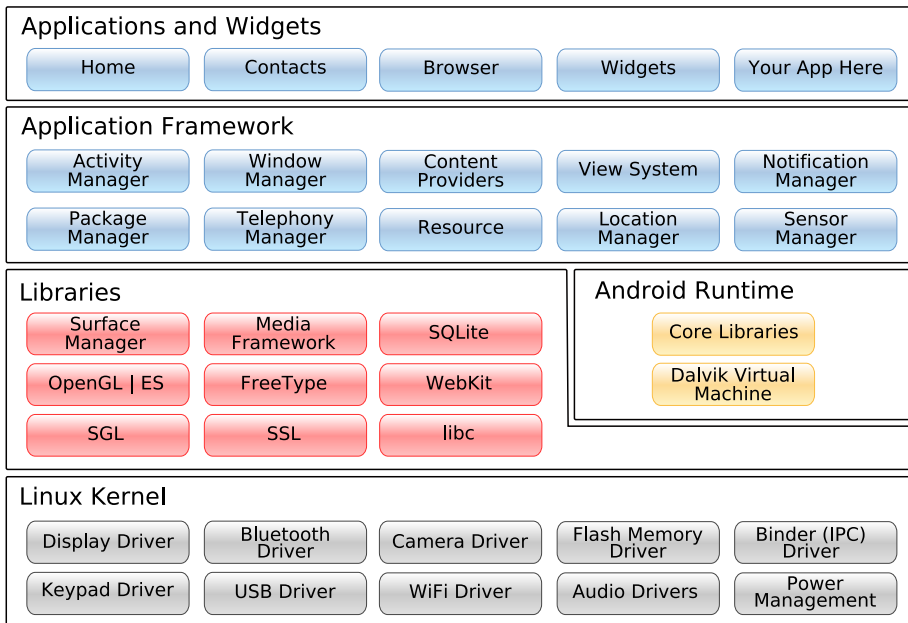 Applications and Widgets
Home
Contacts
Browser
Widgets
Your App Here
Application Framework
Activity
Manager
Window
Manager
Content
Providers
View System
Notification
Manager
Package
Manager
Telephony
Manager
Resource
Location
Manager
Sensor
Manager
Libraries
Surface
Manager
Media
Framework
SQLite
OpenGL | ES
FreeType
WebKit
SGL
SSL
libc
Android Runtime
Core Libraries
Dalvik Virtual
Machine
Linux Kernel
Display Driver
Bluetooth
Driver
Camera Driver
Flash Memory
Driver
Binder (IPC)
Driver
Keypad Driver
USB Driver
WiFi Driver
Audio Drivers
Power
Management